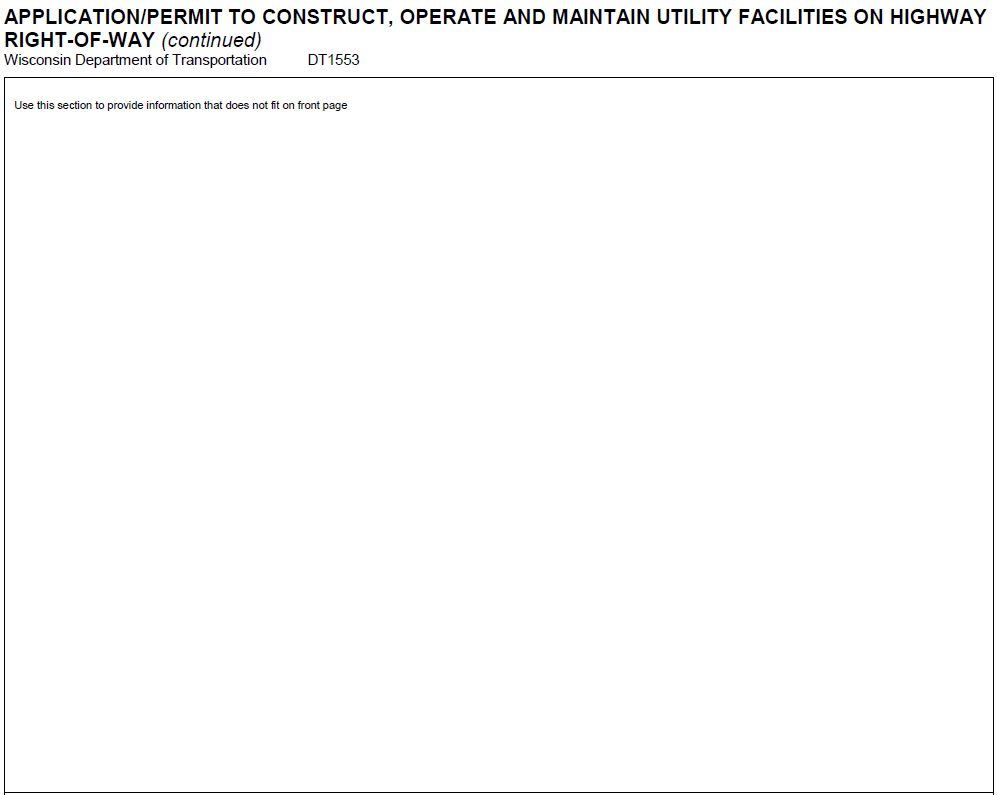 APPLICATION/PERMIT TO CONSTRUCT, OPERATE AND MAINTAIN UTILITY FACILITIES ON HIGHWAY
RIGHT-OF-WAY (continued)
Wisconsin Department of Transportation DT1553
Use this section to provide information that does not fit on front page